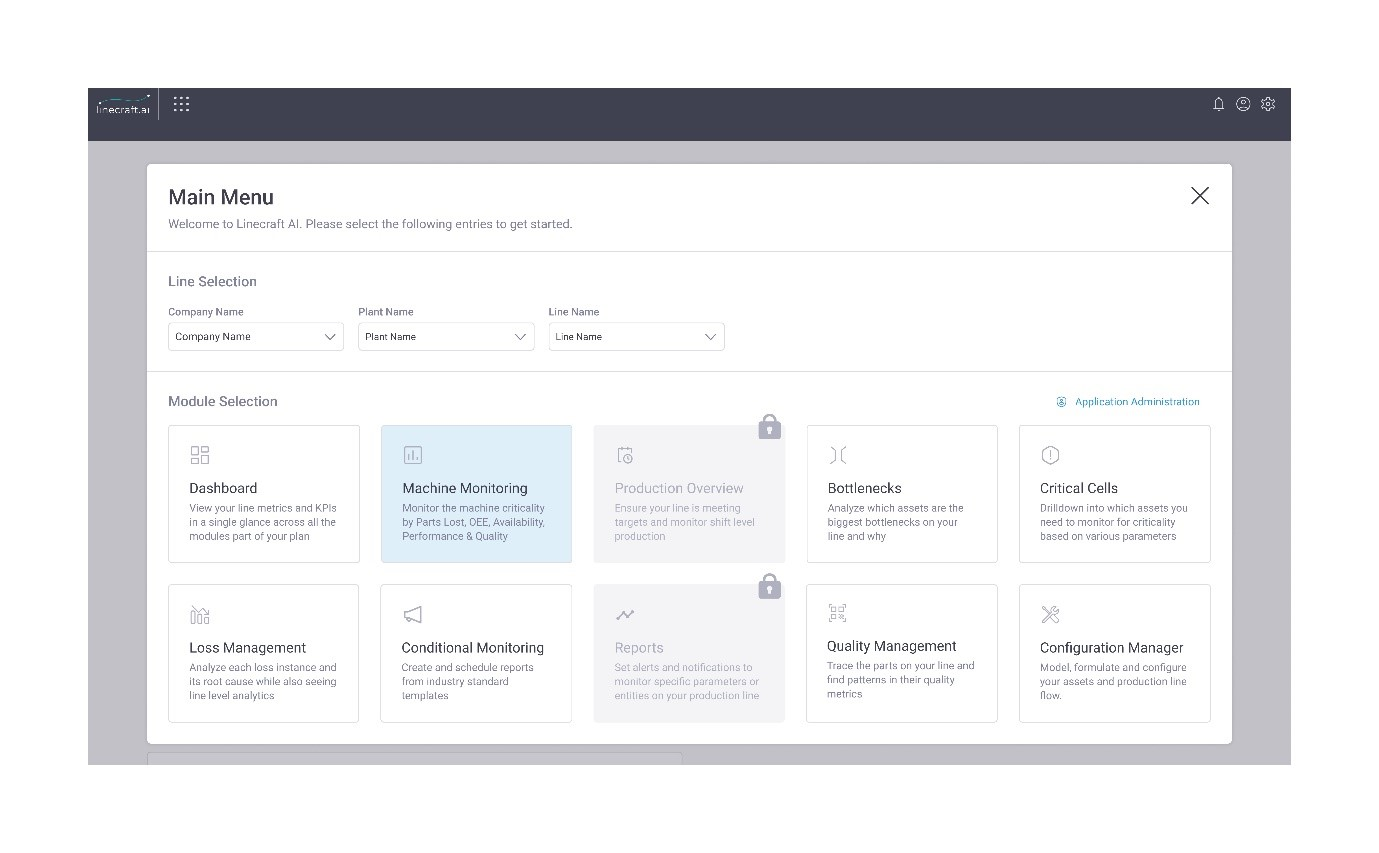 linecraft.ai
Main Menu
Welcome to Linecraft AI. Please select the following entries to get started.
Line Selection
Company Name
Plant Name
Line Name
Company Name
Plant Name
Line Name
Module Selection
Application Administration
Dashboard
View your line metrics and KPIs
in a single glance across all the
modules part of your plan
Machine Monitoring
Monitor the machine criticality
by Parts Lost, OEE, Availability,
Performance & Quality
Production Overview
Ensure your line is meeting
targets and monitor shift level
production
Bottlenecks
Analyze which assets are the
biggest bottlenecks on your
line and why
Critical Cells
Drilldown into which assets you
need to monitor for criticality
based on various parameters
Loss Management
Analyze each loss instance and
its root cause while also seeing
line level analytics
Conditional Monitoring
Create and schedule reports
from industry standard
templates
Reports
Set alerts and notifications to
monitor specific parameters or
entities on your production line
Quality Management
Trace the parts on your line and
find patterns in their quality
metrics
Configuration Manager
Model, formulate and configure
your assets and production line
flow.